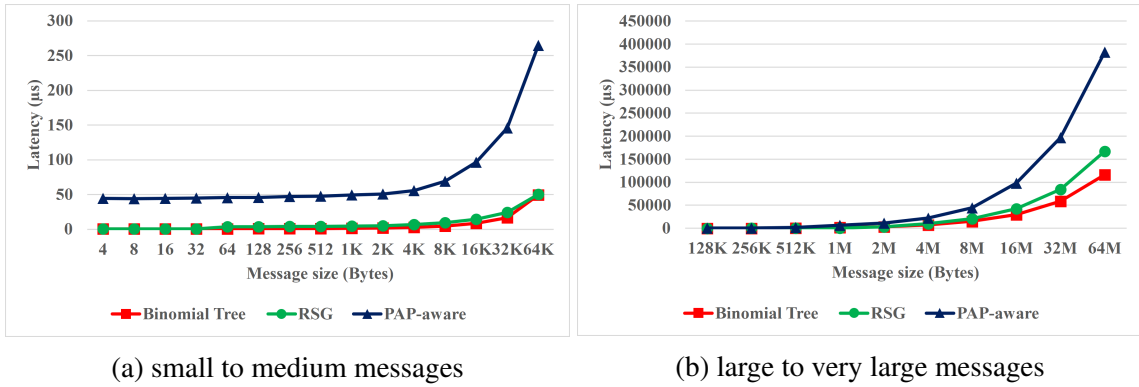 300
250
200
150
100
50
0
Latency (μs)
4 8 16 32 64 128 256 512 1K 2K 4K 8K 16K 32K 64K
Message size (Bytes)
Binomial Tree RSG PAP-aware
(a) small to medium messages
450000
400000
350000
300000
250000
200000
150000
100000
50000
0
Latency (μs)
128K 256K 512K 1M 2M 4M 8M 16M 32M 64M
Message size (Bytes)
Binomial Tree RSG PAP-aware
(b) large to very large messages